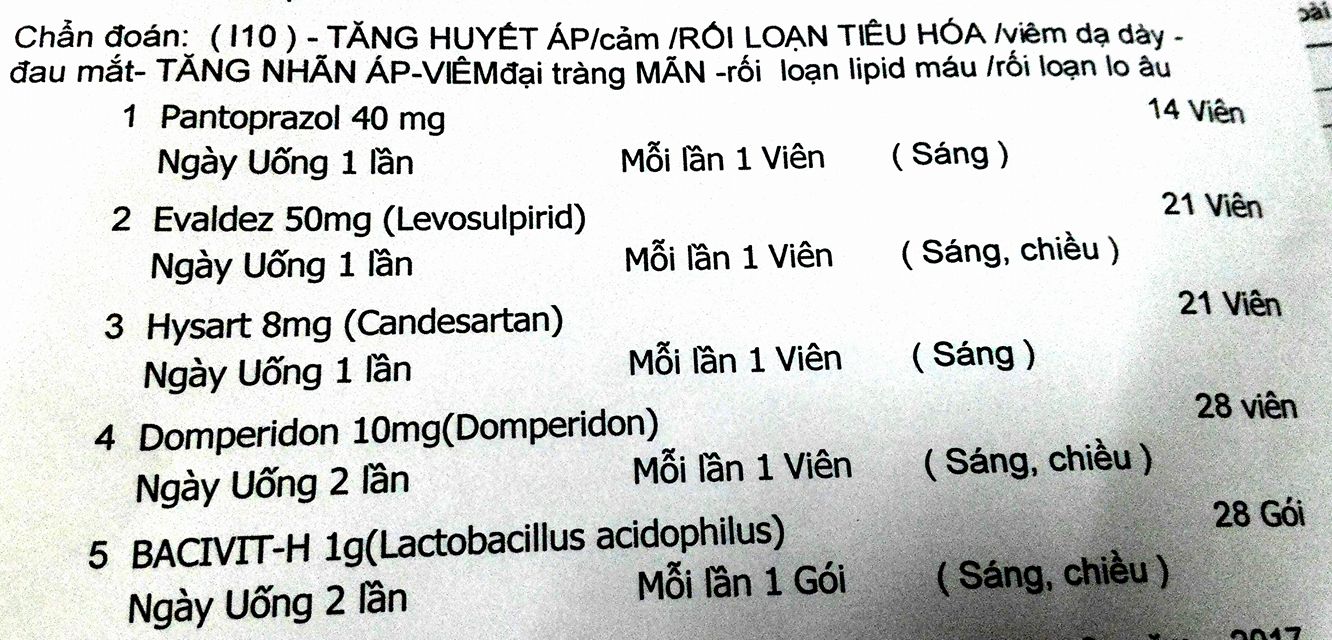 Chẩn đoán: ( I10 ) - TĂNG HUYẾT ÁP/cảm /RỐI LOẠN TIÊU HÓA /viêm dạ dày -
đau mắt- TĂNG NHÃN ÁP-VIÊMđại tràng MÃN -rối loạn lipid máu /rối loạn lo âu
1 Pantoprazol 40 mg 14 Viên
Ngày Uống 1 lần Mỗi lần 1 Viên ( Sáng )
2 Evaldez 50mg (Levosulpirid) 21 Viên
Ngày Uống 1 lần Mỗi lần 1 Viên ( Sáng, chiều )
3 Hysart 8mg (Candesartan) 21 Viên
Ngày Uống 1 lần Mỗi lần 1 Viên ( Sáng )
4 Domperidon 10mg(Domperidon) 28 viên
Ngày Uống 2 lần Mỗi lần 1 Viên ( Sáng, chiều )
5 BACIVIT-H 1g(Lactobacillus acidophilus) 28 Gói
Ngày Uống 2 lần Mỗi lần 1 Gói ( Sáng, chiều )